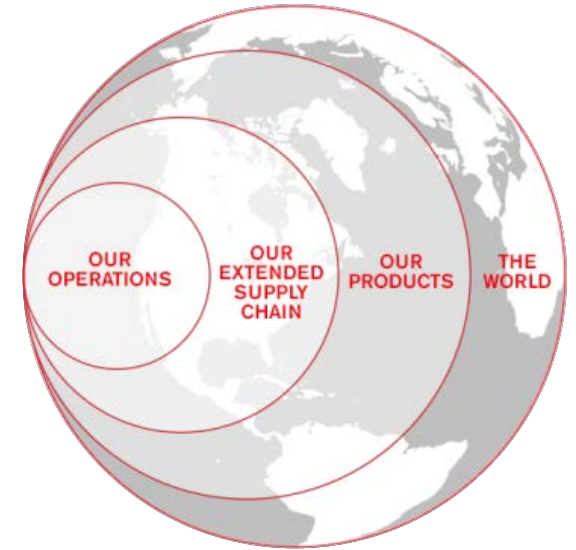 OUR
OPERATIONS
OUR
EXTENDED
SUPPLY
CHAIN
OUR
PRODUCTS
THE
WORLD